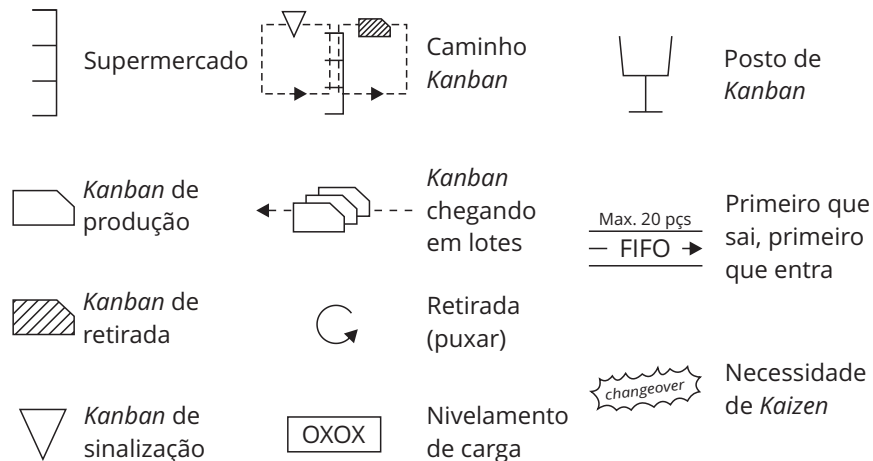 Supermercado
Caminho
Kanban
Posto de
Kanban
Kanban de
produção
Kanban
chegando
em lotes
Max. 20 pçs
FIFO
Primeiro que
sai, primeiro
que entra
Kanban de
retirada
Retirada
(puxar)
changeover
Necessidade
de Kaizen
Kanban de
sinalização
OXOX
Nivelamento
de carga